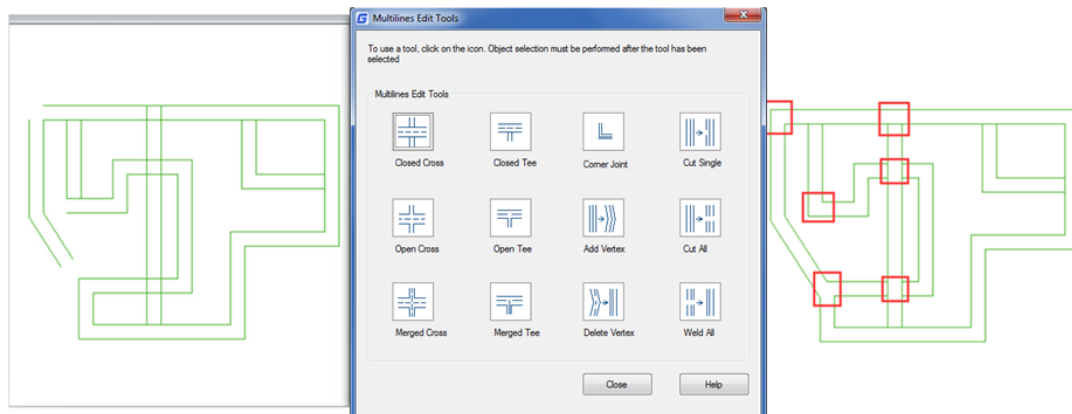 Multilines Edit Tools
To use a tool, click on the icon. Object selection must be performed after the tool has been
selected
Multilines Edit Tools
Closed Cross Closed Tee Corner Joint Cut Single
Open Cross Open Tee Add Vertex Cut All
Merged Cross Merged Tee Delete Vertex Weld All
Close Help